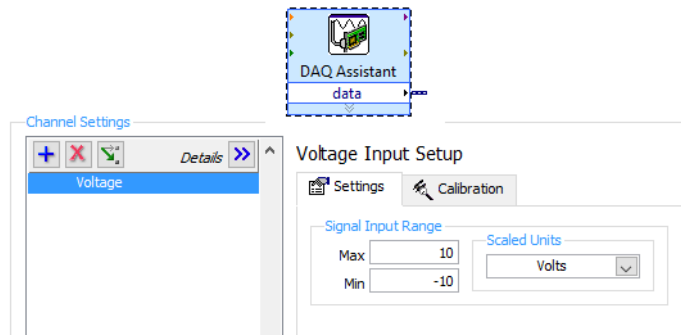 DAQ Assistant
data
Channel Settings
Details
Voltage
Voltage Input Setup
Settings
Calibration
Signal Input Range
Max 10
Min -10
Scaled Units
Volts